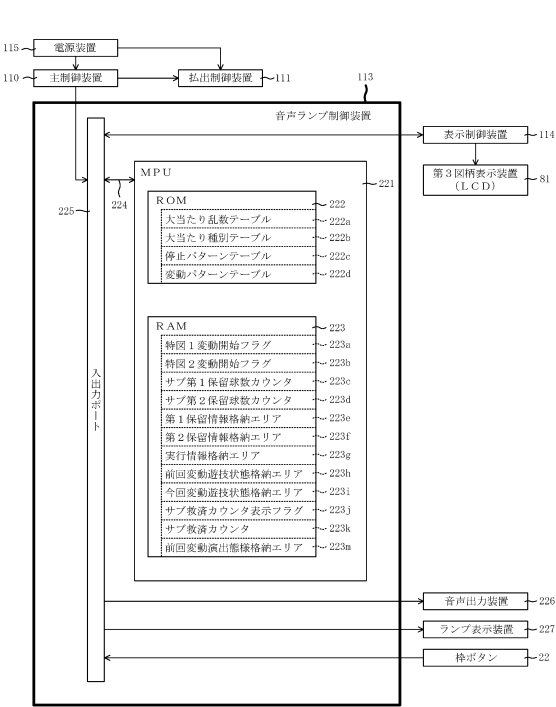 115 電源装置
110 主制御装置
払出制御装置 111
113
音声ランプ制御装置
表示制御装置 114
第3図柄表示装置
(LCD)
81
MPU
221
224
225
入出力ポート
ROM 222
大当たり乱数テーブル 222a
大当たり種別テーブル 222b
停止パターンテーブル 222c
変動パターンテーブル 222d
RAM 223
特図1変動開始フラグ 223a
特図2変動開始フラグ 223b
サブ第1保留球数カウンタ 223c
サブ第2保留球数カウンタ 223d
第1保留情報格納エリア 223e
第2保留情報格納エリア 223f
実行情報格納エリア 223g
前回変動遊技状態格納エリア 223h
今回変動遊技状態格納エリア 223i
サブ救済カウンタ表示フラグ 223j
サブ救済カウンタ 223k
前回変動演出態様格納エリア 223m
音声出力装置 226
ランプ表示装置 227
枠ボタン 22